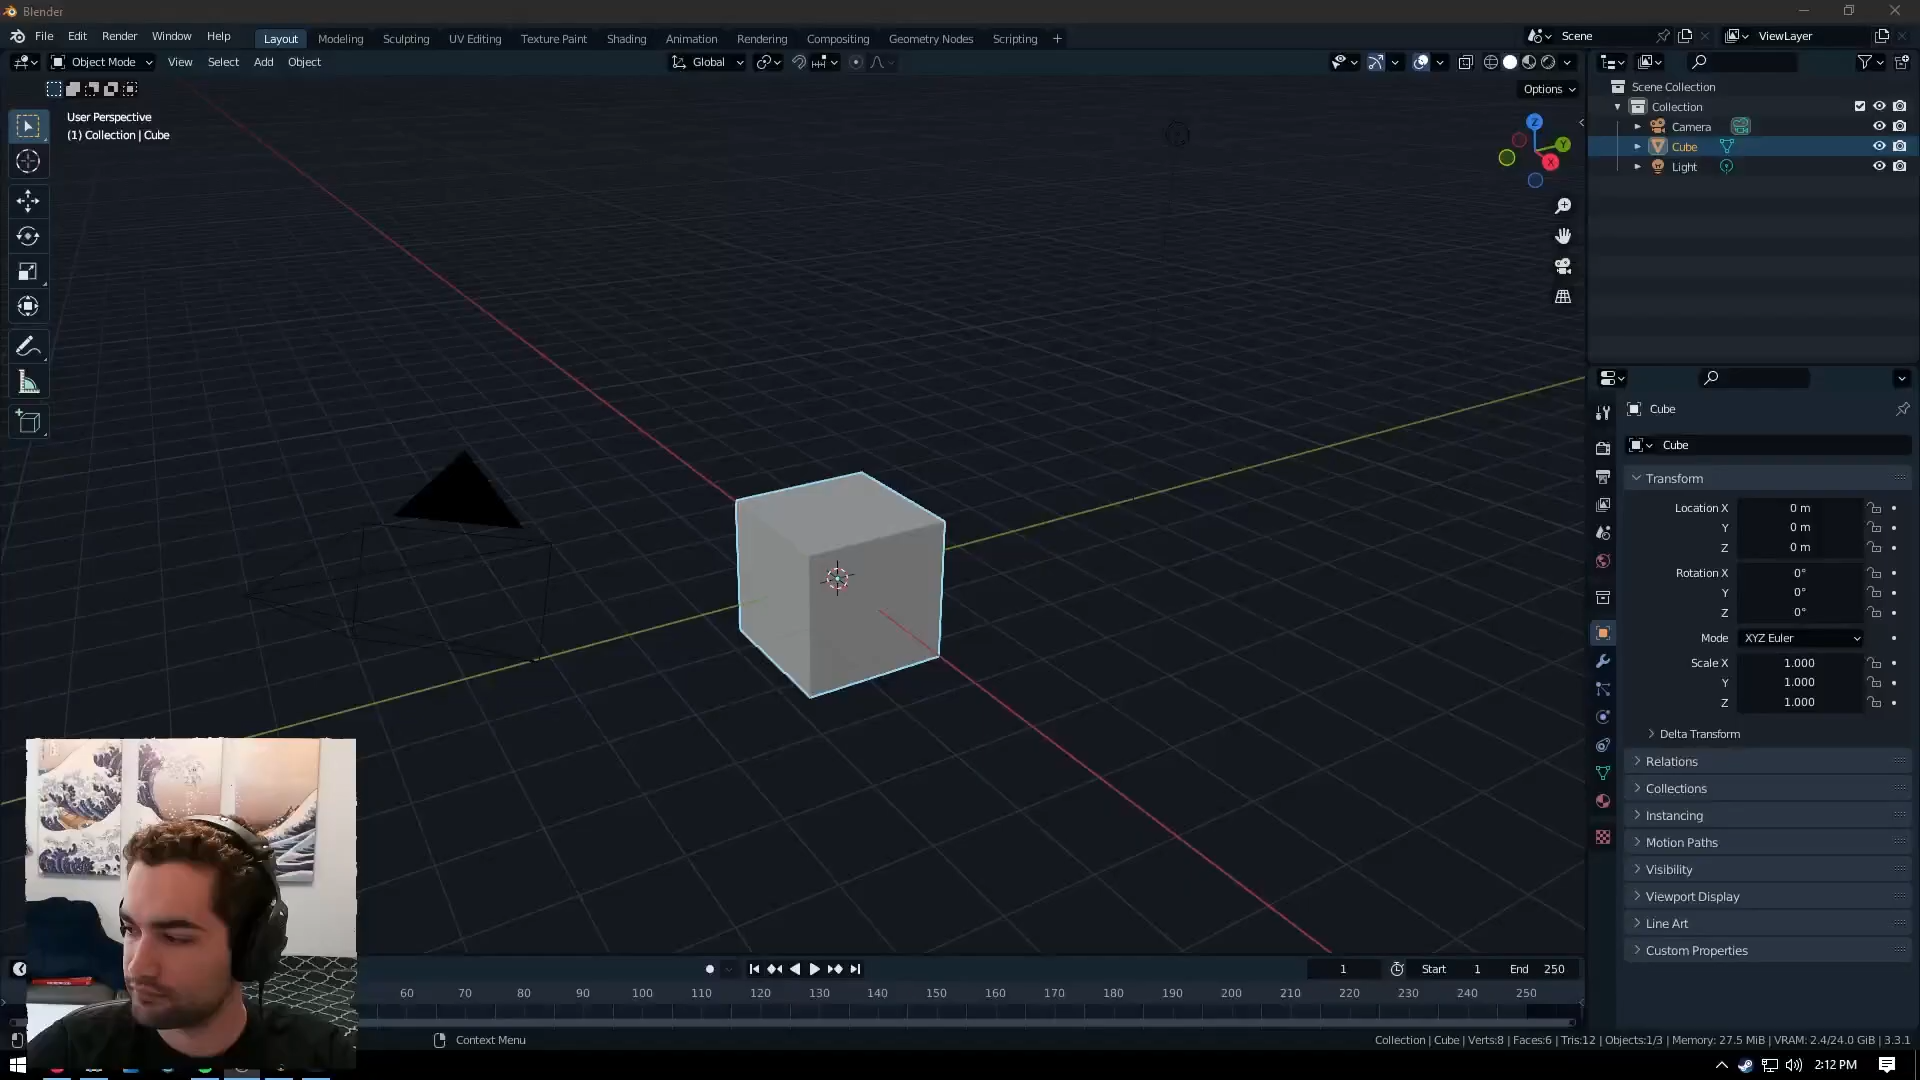 Blender
File Edit Render Window Help Layout Modeling Sculpting UV Editing Texture Paint Shading Animation Rendering Compositing Geometry Nodes Scripting + Scene ViewLayer
Object Mode View Select Add Object Global
Options
User Perspective
(1) Collection | Cube
Z
Y
X
Scene Collection
Collection
Camera
Cube
Light
Cube
Cube
Transform
Location X 0 m
Y 0 m
Z 0 m
Rotation X 0°
Y 0°
Z 0°
Mode XYZ Euler
Scale X 1.000
Y 1.000
Z 1.000
Delta Transform
Relations
Collections
Instancing
Motion Paths
Visibility
Viewport Display
Line Art
Custom Properties
1 Start 1 End 250
60 70 80 90 100 110 120 130 140 150 160 170 180 190 200 210 220 230 240 250
Context Menu
Collection | Cube | Verts:8 | Faces:6 | Tris:12 | Objects:1/3 | Memory: 27.5 MiB | VRAM: 2.4/24.0 GiB | 3.3.1
2:12 PM